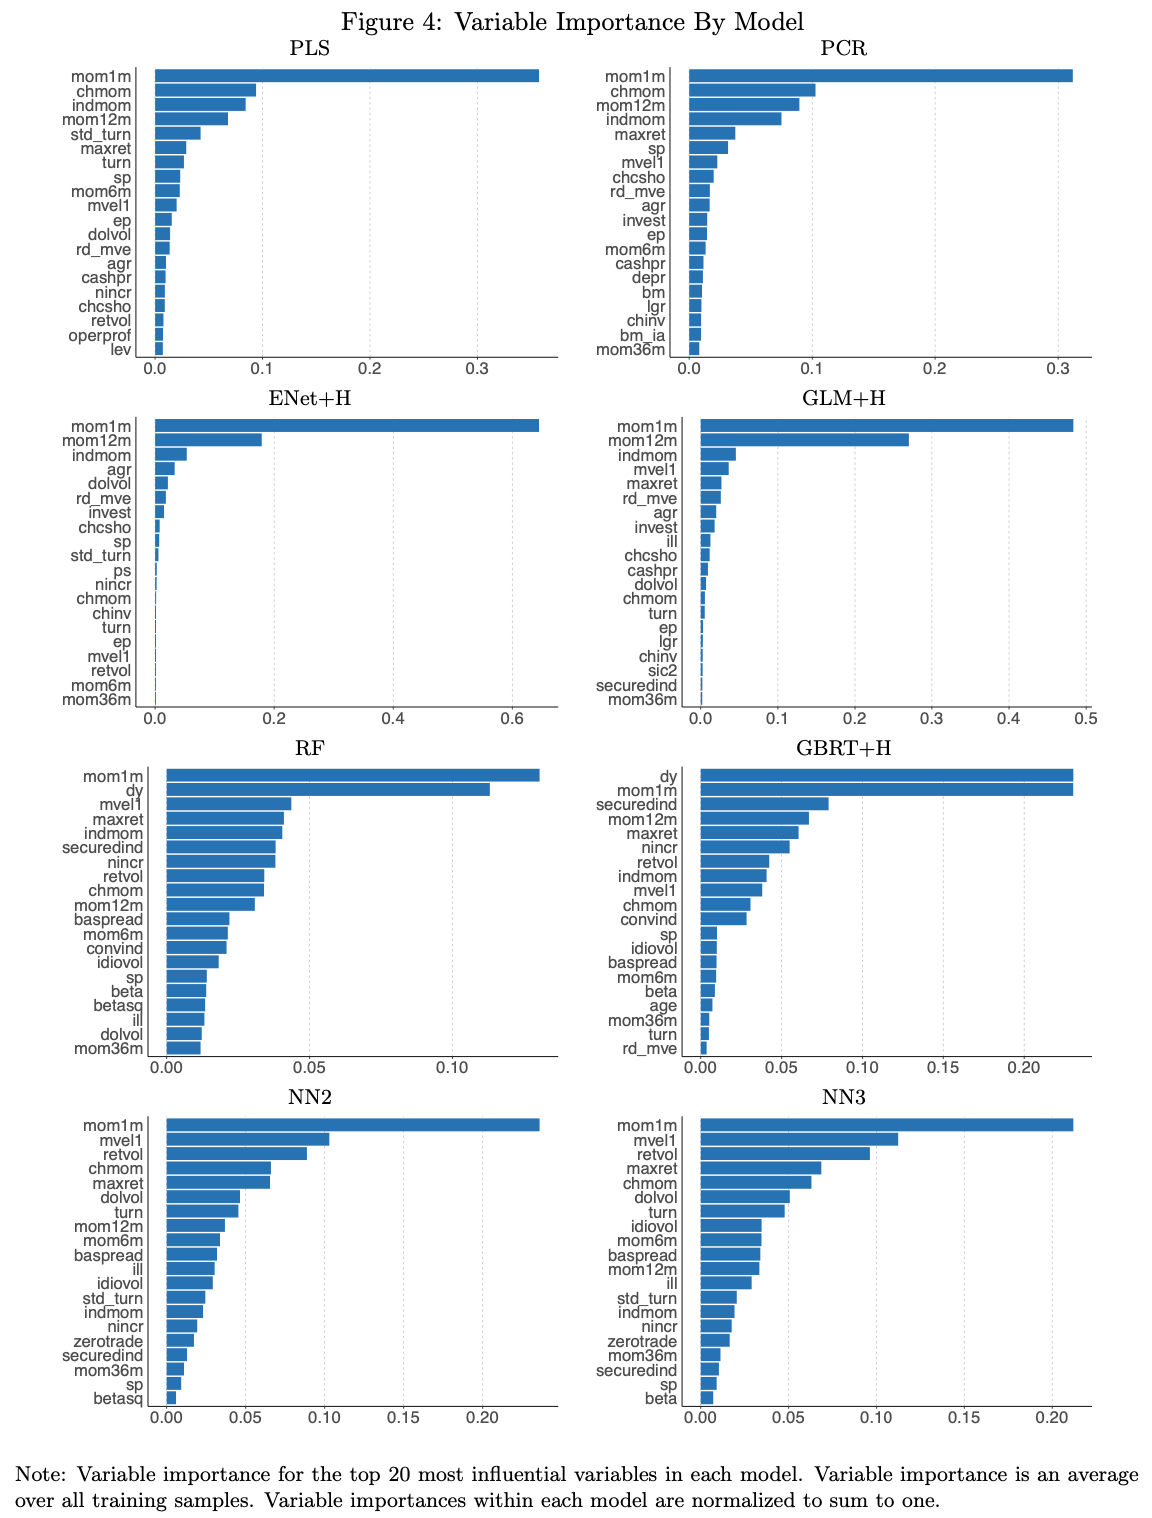 Figure 4: Variable Importance By Model
PLS
mom1m
chmom
indmom
mom12m
std_turn
maxret
turn
sp
mom6m
mvel1
ep
dolvol
rd_mve
agr
cashpr
nincr
chcsho
retvol
operprof
lev
0.0 0.1 0.2 0.3
PCR
mom1m
chmom
mom12m
indmom
maxret
sp
mvel1
chcsho
rd_mve
agr
invest
ep
mom6m
cashpr
depr
bm
lgr
chinv
bm_ia
mom36m
0.0 0.1 0.2 0.3
ENet+H
mom1m
mom12m
indmom
agr
dolvol
rd_mve
invest
chcsho
sp
std_turn
ps
nincr
chmom
chinv
turn
ep
mvel1
retvol
mom6m
mom36m
0.0 0.2 0.4 0.6
GLM+H
mom1m
mom12m
indmom
mvel1
maxret
rd_mve
agr
invest
ill
chcsho
cashpr
dolvol
chmom
turn
ep
lgr
chinv
sic2
securedind
mom36m
0.0 0.1 0.2 0.3 0.4 0.5
RF
mom1m
dy
mvel1
maxret
indmom
securedind
nincr
retvol
chmom
mom12m
baspread
mom6m
convind
idiovol
sp
beta
betasq
ill
dolvol
mom36m
0.00 0.05 0.10
GBRT+H
dy
mom1m
securedind
mom12m
maxret
nincr
retvol
indmom
mvel1
chmom
convind
sp
idiovol
baspread
mom6m
beta
age
mom36m
turn
rd_mve
0.00 0.05 0.10 0.15 0.20
NN2
mom1m
mvel1
retvol
chmom
maxret
dolvol
turn
mom12m
mom6m
baspread
ill
idiovol
std_turn
indmom
nincr
zerotrade
securedind
mom36m
sp
betasq
0.00 0.05 0.10 0.15 0.20
NN3
mom1m
mvel1
retvol
maxret
chmom
dolvol
turn
idiovol
mom6m
baspread
mom12m
ill
std_turn
indmom
nincr
zerotrade
mom36m
securedind
sp
beta
0.00 0.05 0.10 0.15 0.20
Note: Variable importance for the top 20 most influential variables in each model. Variable importance is an average
over all training samples. Variable importances within each model are normalized to sum to one.